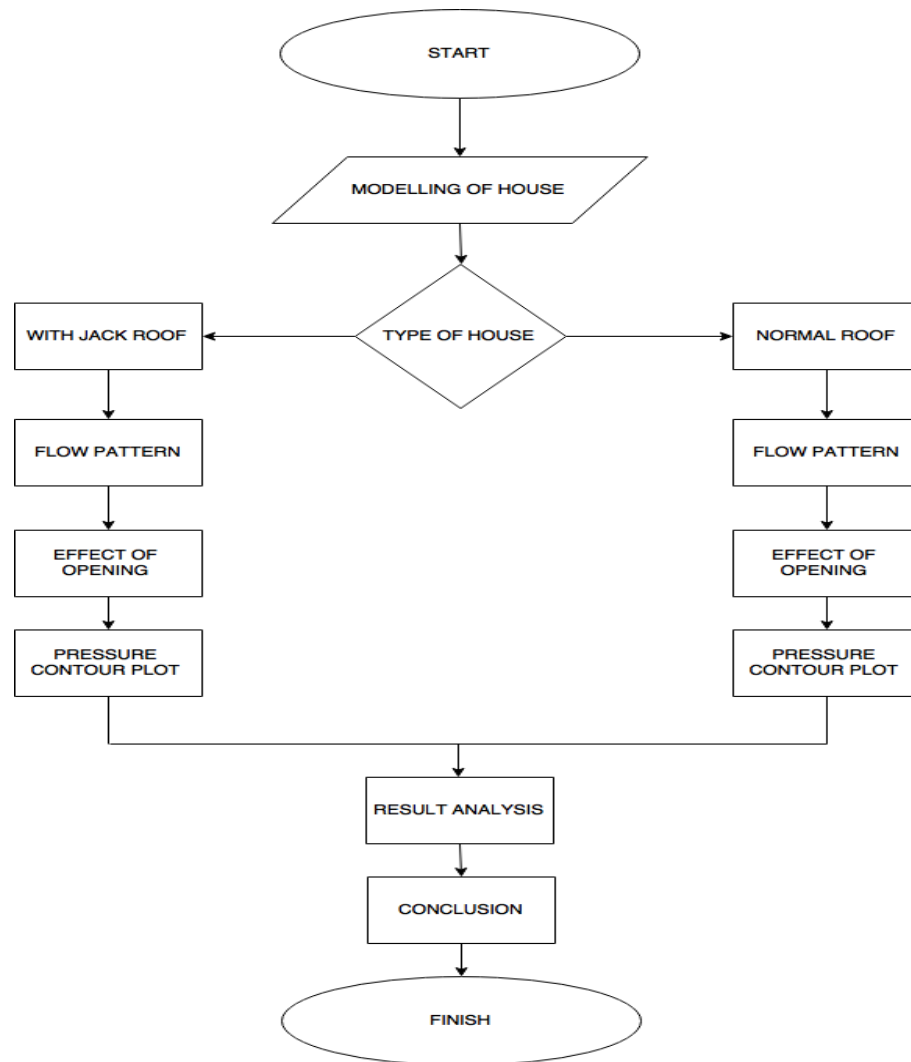 START
MODELLING OF HOUSE
TYPE OF HOUSE
WITH JACK ROOF
NORMAL ROOF
FLOW PATTERN
FLOW PATTERN
EFFECT OF
OPENING
EFFECT OF
OPENING
PRESSURE
CONTOUR PLOT
PRESSURE
CONTOUR PLOT
RESULT ANALYSIS
CONCLUSION
FINISH